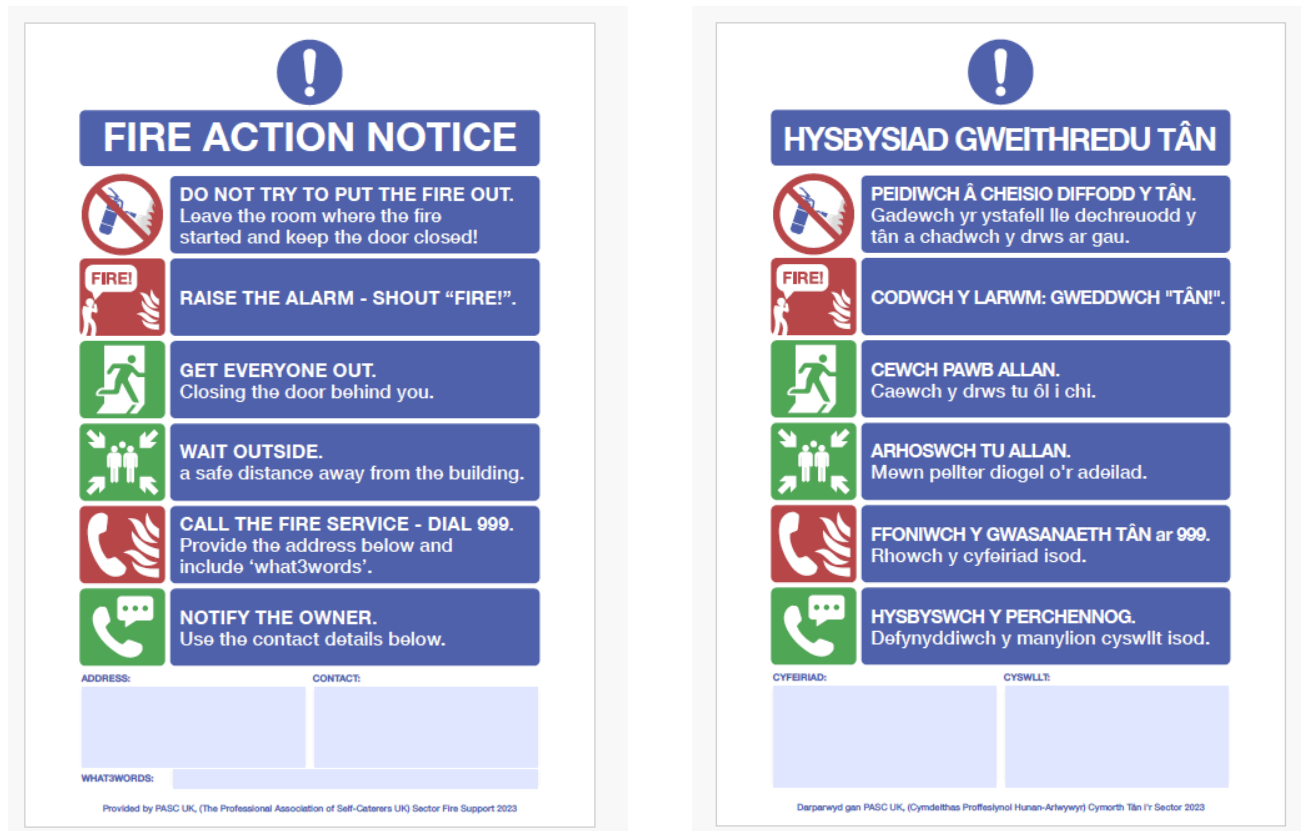 FIRE ACTION NOTICE
DO NOT TRY TO PUT THE FIRE OUT.
Leave the room where the fire
started and keep the door closed!
FIRE!
RAISE THE ALARM - SHOUT “FIRE!”.
GET EVERYONE OUT.
Closing the door behind you.
WAIT OUTSIDE.
a safe distance away from the building.
CALL THE FIRE SERVICE - DIAL 999.
Provide the address below and
include ‘what3words’.
NOTIFY THE OWNER.
Use the contact details below.
ADDRESS:
CONTACT:
WHAT3WORDS:
Provided by PASC UK, (The Professional Association of Self-Caterers UK) Sector Fire Support 2023
HYSBYSIAD GWEITHREDU TÂN
PEIDIWCH Â CHEISIO DIFFODD Y TÂN.
Gadewch yr ystafell lle dechreuodd y
tân a chadwch y drws ar gau.
FIRE!
CODWCH Y LARWM: GWEDDWCH "TÂN!".
CEWCH PAWB ALLAN.
Caewch y drws tu ôl i chi.
ARHOSWCH TU ALLAN.
Mewn pellter diogel o'r adeilad.
FFONIWCH Y GWASANAETH TÂN ar 999.
Rhowch y cyfeiriad isod.
HYSBYSWCH Y PERCHENNOG.
Defynyddiwch y manylion cyswllt isod.
CYFEIRIAD:
CYSWLLT:
Darparwyd gan PASC UK, (Cymdeithas Proffeslynol Hunan-Arlwywyr) Cymorth Tân i'r Sector 2023